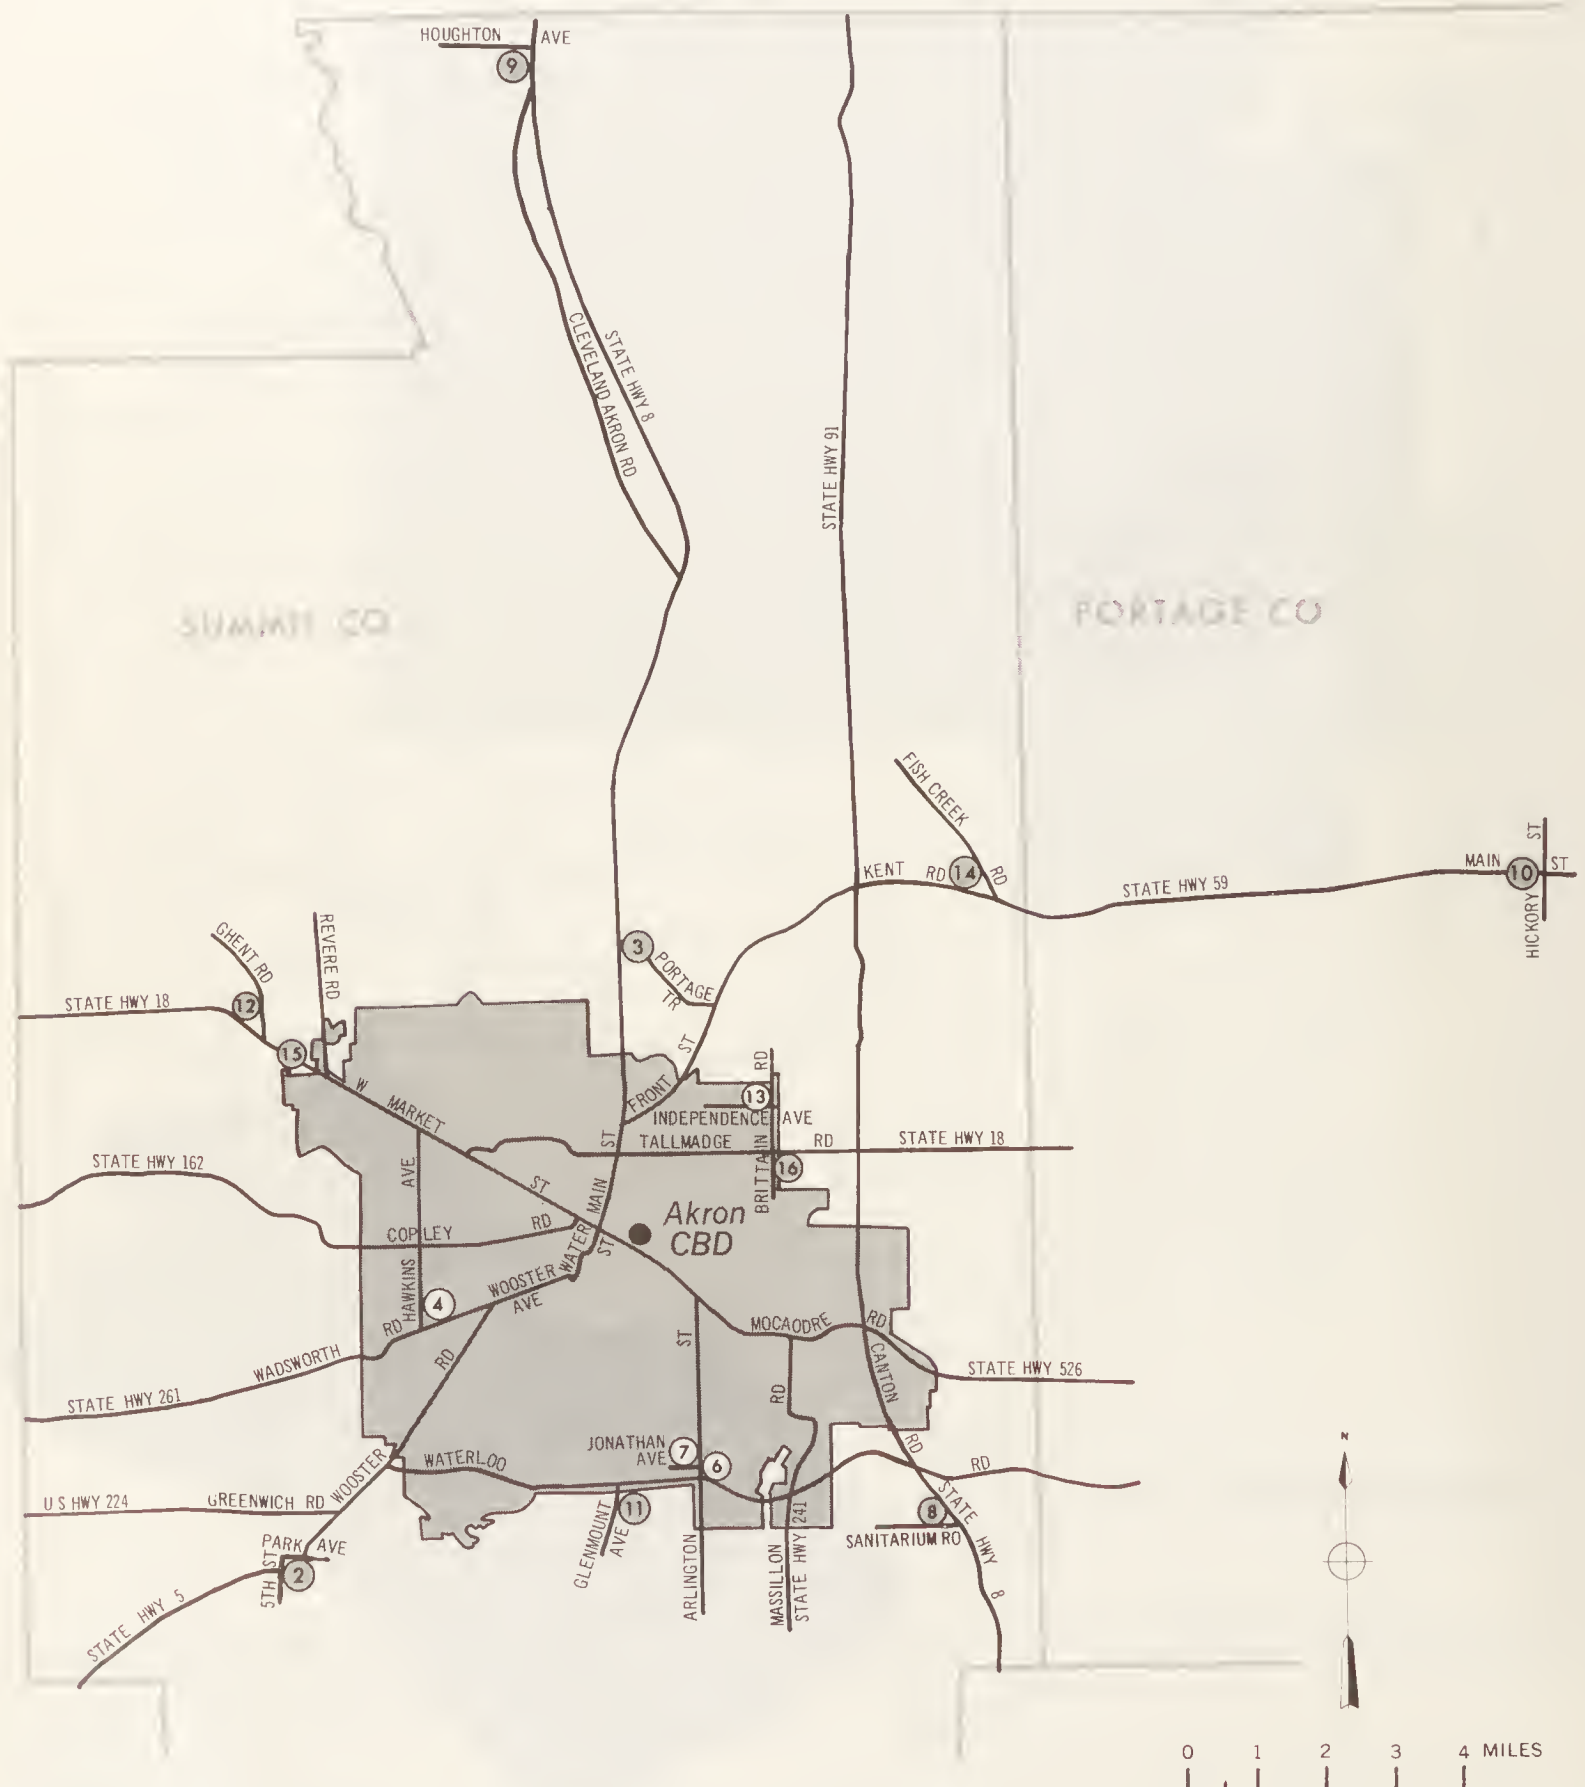 HOUGHTON AVE
9
CLEVELAND AKRON RD
STATE HWY 8
STATE HWY 91
SUMMIT CO
PORTAGE CO
FISH CREEK RD
KENT RD
14
STATE HWY 59
MAIN ST
10
HICKORY ST
3
PORTAGE TR
GHENT RD
REVERE RD
STATE HWY 18
12
15
FRONT ST
W MARKET ST
13
INDEPENDENCE AVE
TALLMADGE RD
STATE HWY 18
BRITTAIN RD
16
STATE HWY 162
COPLEY RD
HAWKINS AVE
MAIN ST
WATER ST
Akron
CBD
4
WOOSTER AVE
WADSWORTH RD
STATE HWY 261
MOCAODRE RD
STATE HWY 526
CANTON RD
ARLINGTON ST
MASSILLON RD
STATE HWY 241
JONATHAN AVE
7
6
WATERLOO RD
WOOSTER RD
U S HWY 224
GREENWICH RD
11
GLENMOUNT AVE
8
SANITARIUM RO
STATE HWY 8
PARK AVE
5TH ST
2
STATE HWY 5
N
0 1 2 3 4 MILES